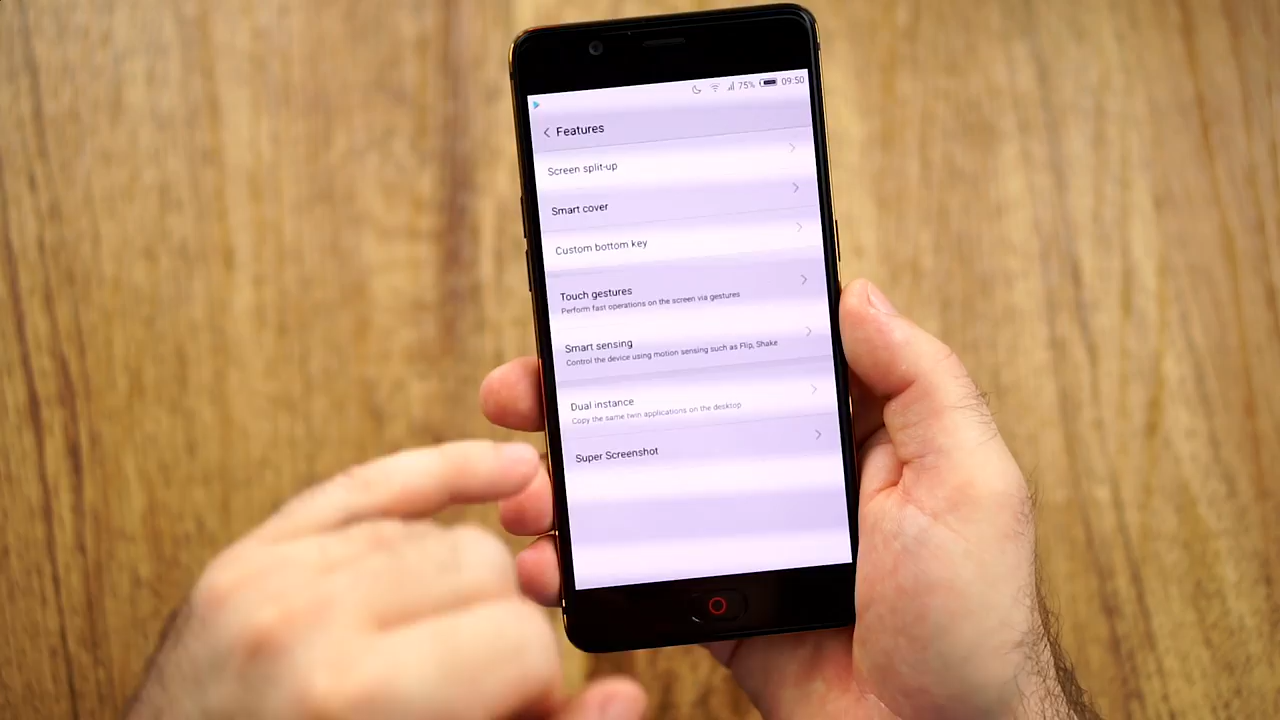 75% 09:50
Features
Screen split-up
Smart cover
Custom bottom key
Touch gestures
Perform fast operations on the screen via gestures
Smart sensing
Control the device using motion sensing such as Flip, Shake
Dual instance
Copy the same twin applications on the desktop
Super Screenshot